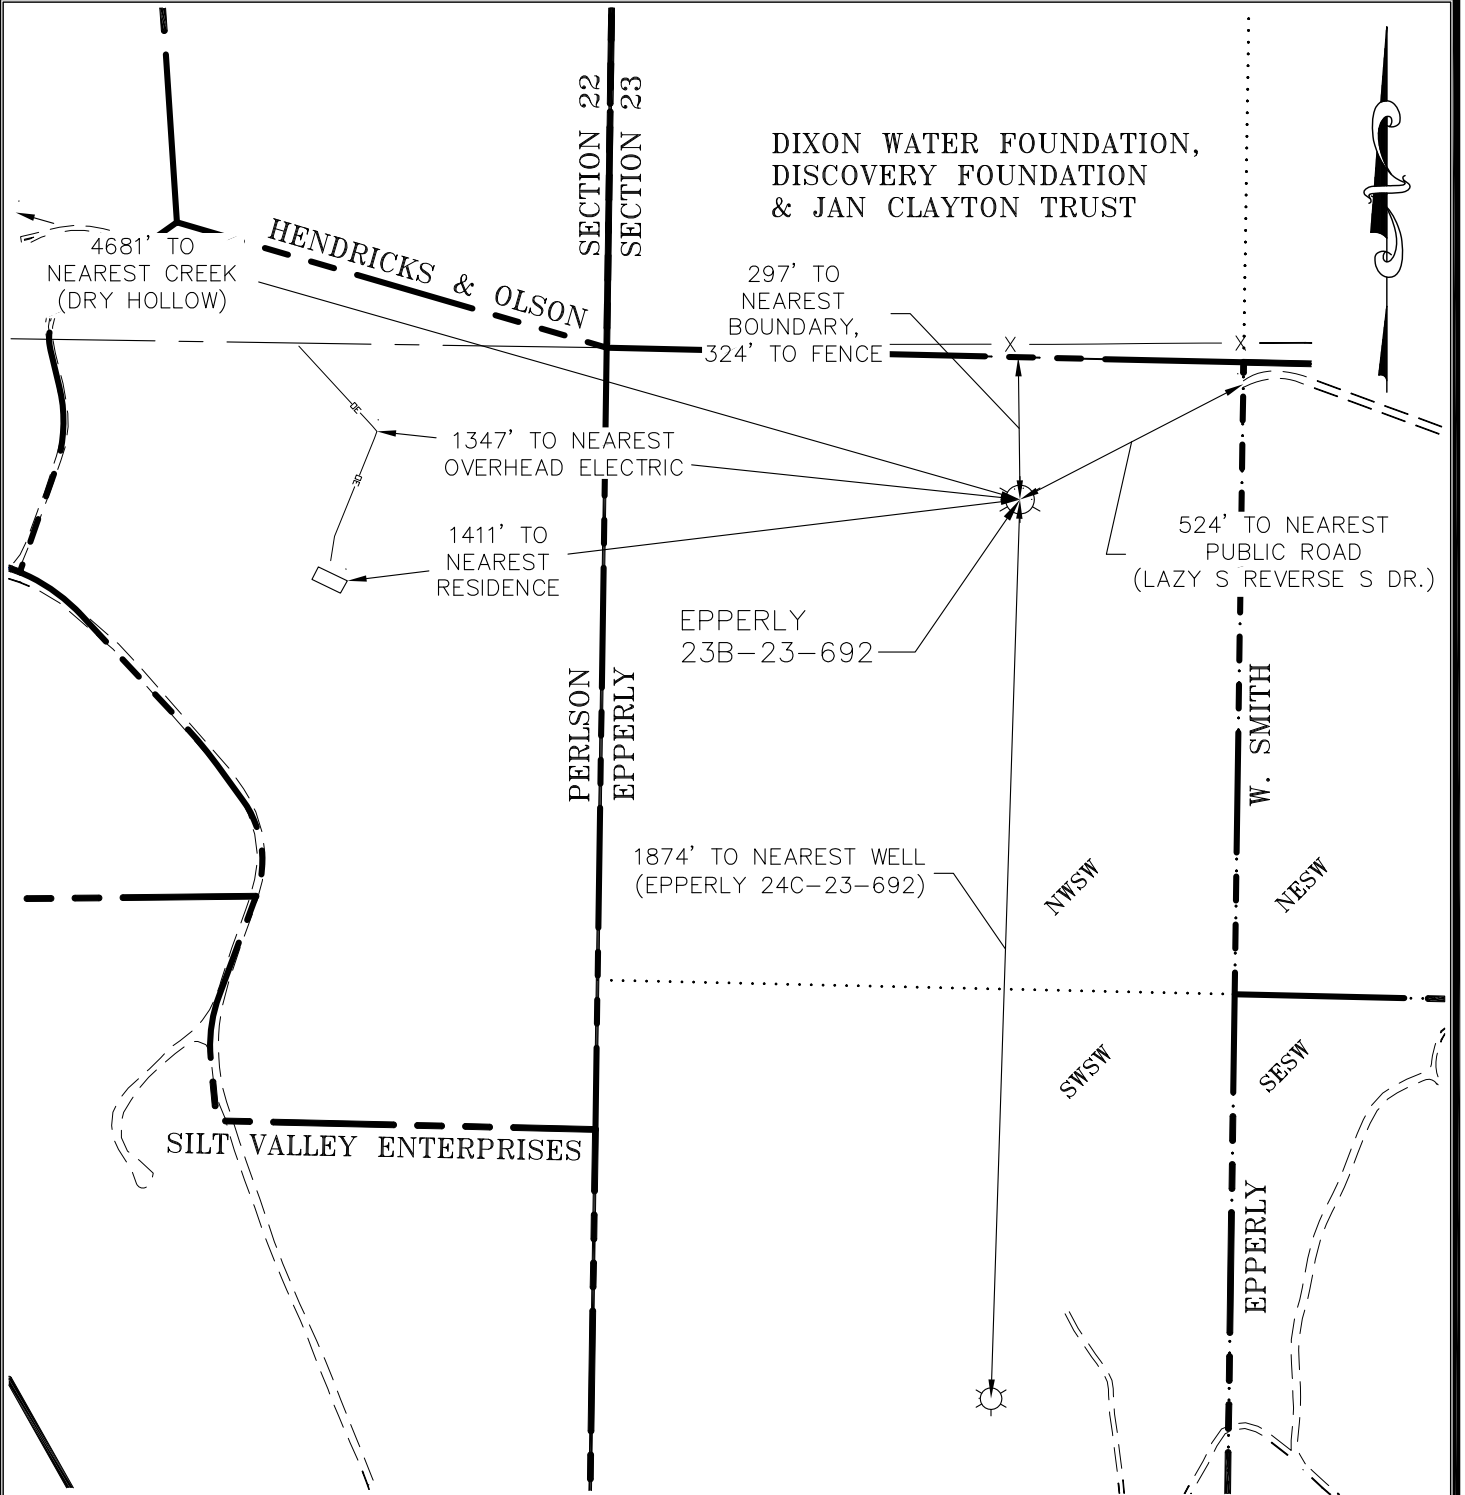 SECTION 22
SECTION 23
DIXON WATER FOUNDATION,
DISCOVERY FOUNDATION
& JAN CLAYTON TRUST
HENDRICKS & OLSON
4681' TO
NEAREST CREEK
(DRY HOLLOW)
297' TO
NEAREST
BOUNDARY,
324' TO FENCE
X
X
OE
OE
1347' TO NEAREST
OVERHEAD ELECTRIC
1411' TO
NEAREST
RESIDENCE
524' TO NEAREST
PUBLIC ROAD
(LAZY S REVERSE S DR.)
EPPERLY
23B-23-692
PERLSON
EPPERLY
W. SMITH
1874' TO NEAREST WELL
(EPPERLY 24C-23-692)
NWSW
NESW
SWSW
SESW
SILT VALLEY ENTERPRISES
EPPERLY